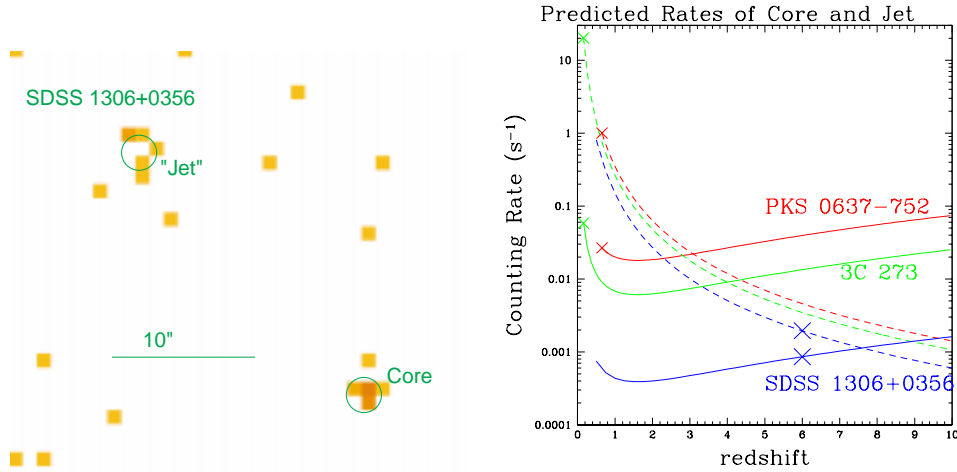 SDSS 1306+0356
"Jet"
10"
Core
Predicted Rates of Core and Jet
Counting Rate (s⁻¹)
10
1
0.1
0.01
0.001
0.0001
PKS 0637−752
3C 273
SDSS 1306+0356
0 1 2 3 4 5 6 7 8 9 10
redshift